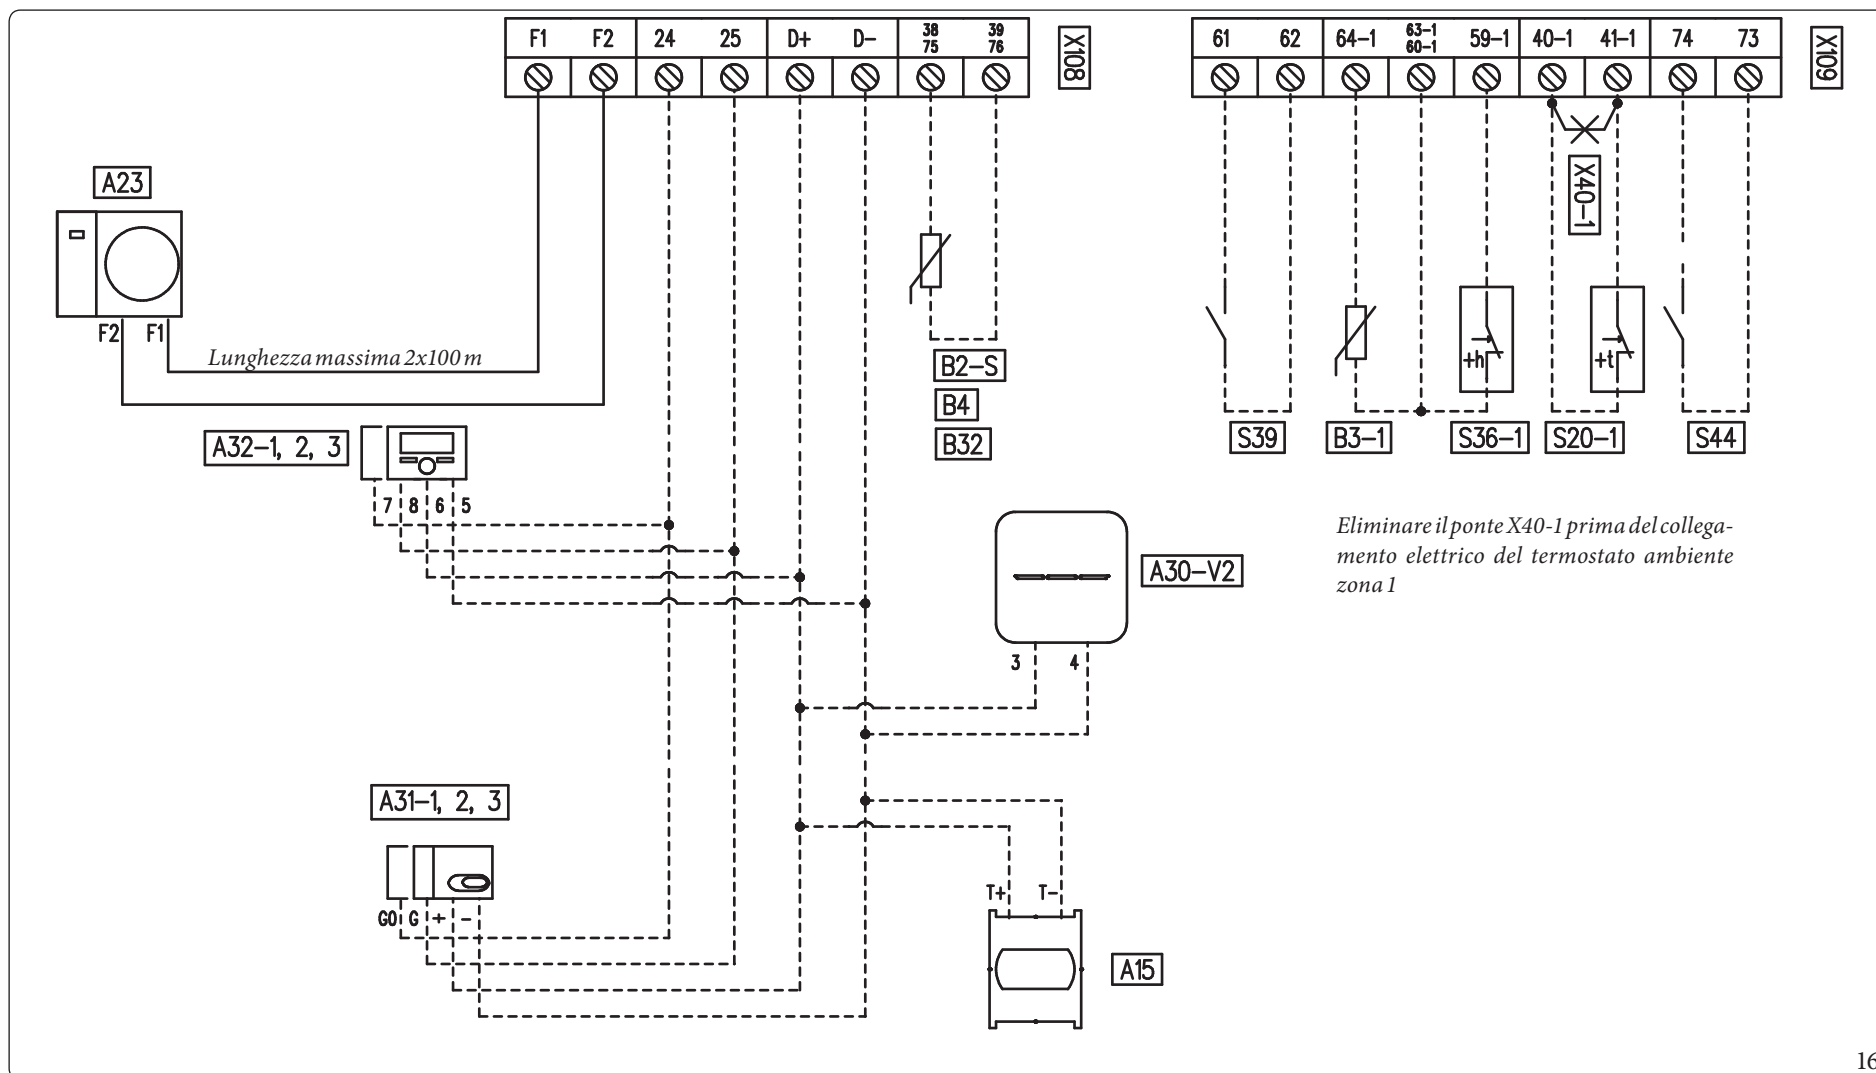 F1 F2 24 25 D+ D- 38 39
75 76
X108
61 62 64-1 63-1 59-1 40-1 41-1 74 73
60-1
X109
X40-1
A23
F2 F1
Lunghezza massima 2x100 m
+h +t
B2-S
B4
B32
A32-1, 2, 3
S39 B3-1 S36-1 S20-1 S44
7 8 6 5
Eliminare il ponte X40-1 prima del collega-
mento elettrico del termostato ambiente
zona 1
A30-V2
3 4
A31-1, 2, 3
G0 G + -
T+ T-
A15
16